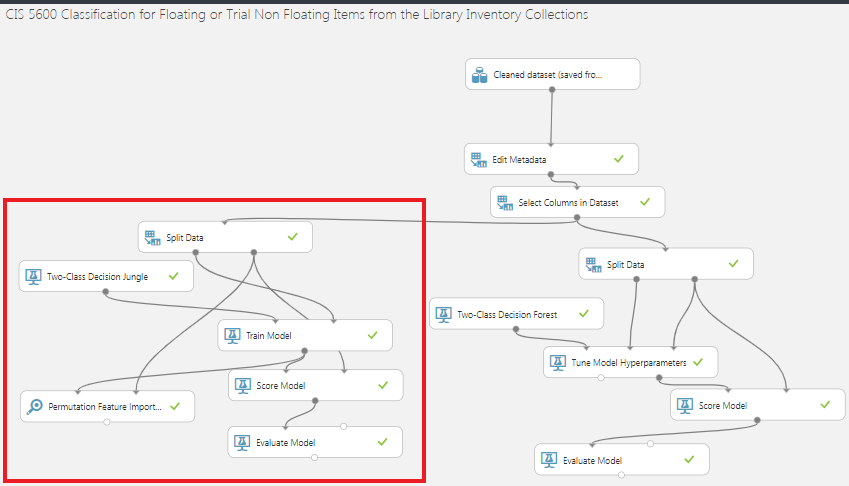 CIS 5600 Classification for Floating or Trial Non Floating Items from the Library Inventory Collections
Cleaned dataset (saved fro...
Edit Metadata
Select Columns in Dataset
Split Data
Two-Class Decision Jungle
Train Model
Score Model
Permutation Feature Import...
Evaluate Model
Split Data
Two-Class Decision Forest
Tune Model Hyperparameters
Score Model
Evaluate Model